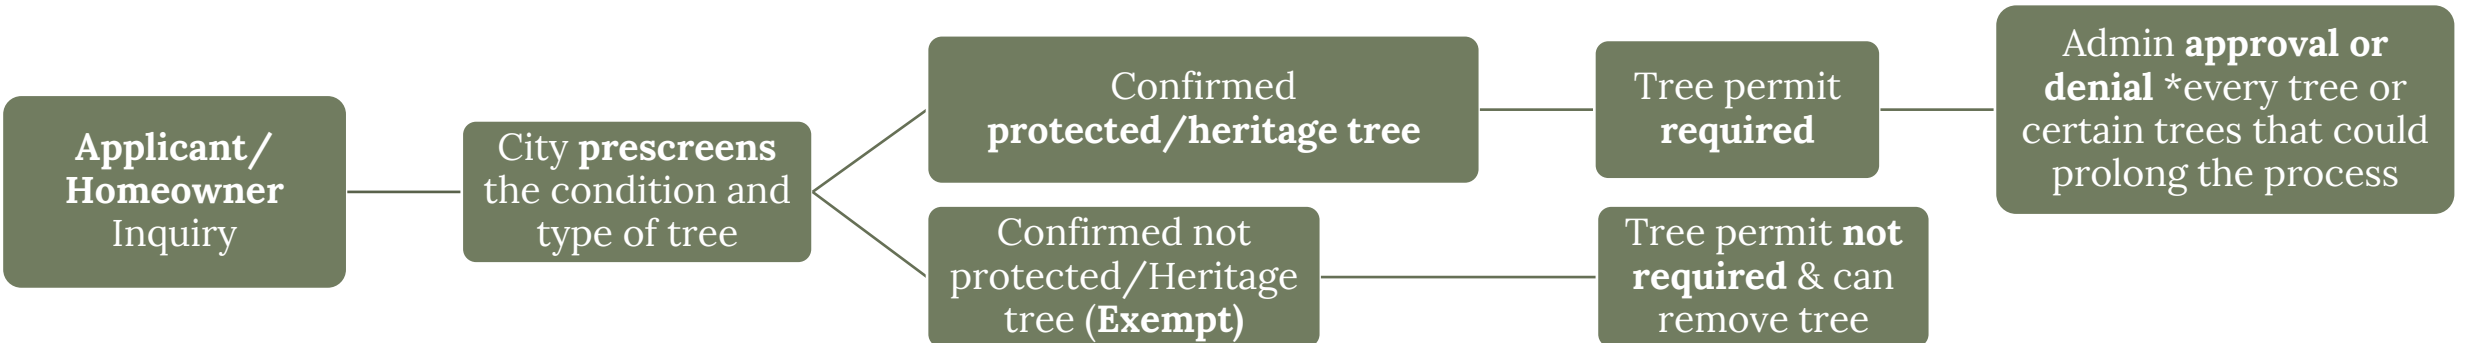 Applicant/
Homeowner
Inquiry
City prescreens
the condition and
type of tree
Confirmed
protected/heritage tree
Tree permit
required
Admin approval or
denial *every tree or
certain trees that could
prolong the process
Confirmed not
protected/Heritage
tree (Exempt)
Tree permit not
required & can
remove tree